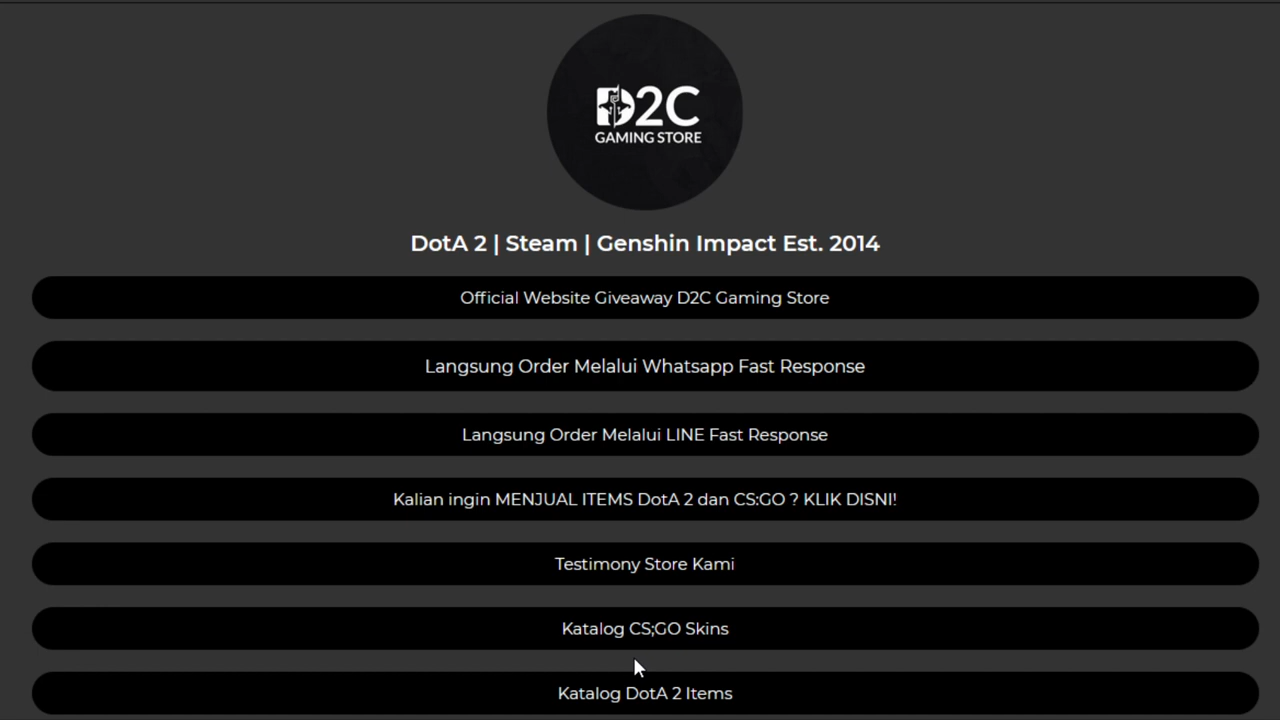 D2C
GAMING STORE
DotA 2 | Steam | Genshin Impact Est. 2014
Official Website Giveaway D2C Gaming Store
Langsung Order Melalui Whatsapp Fast Response
Langsung Order Melalui LINE Fast Response
Kalian ingin MENJUAL ITEMS DotA 2 dan CS:GO ? KLIK DISNI!
Testimony Store Kami
Katalog CS;GO Skins
Katalog DotA 2 Items